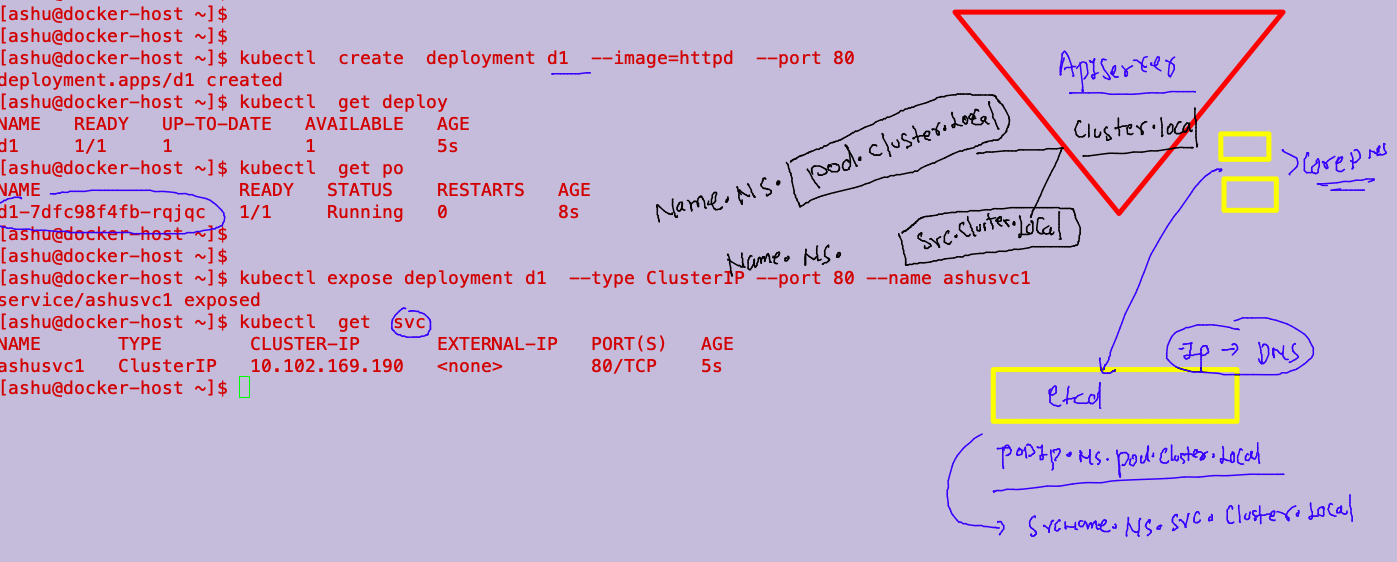 [ashu@docker-host ~]$
[ashu@docker-host ~]$
[ashu@docker-host ~]$ kubectl  create  deployment d1  --image=httpd  --port 80
deployment.apps/d1 created
[ashu@docker-host ~]$ kubectl  get deploy
NAME   READY   UP-TO-DATE   AVAILABLE   AGE
d1     1/1     1            1           5s
[ashu@docker-host ~]$ kubectl  get po
NAME                  READY   STATUS    RESTARTS   AGE
d1-7dfc98f4fb-rqjqc   1/1     Running   0          8s
[ashu@docker-host ~]$
[ashu@docker-host ~]$
[ashu@docker-host ~]$ kubectl expose deployment d1  --type ClusterIP --port 80 --name ashusvc1
service/ashusvc1 exposed
[ashu@docker-host ~]$ kubectl  get  svc
NAME       TYPE        CLUSTER-IP       EXTERNAL-IP   PORT(S)   AGE
ashusvc1   ClusterIP   10.102.169.190   <none>        80/TCP    5s
[ashu@docker-host ~]$
ApiServer
Cluster.local
Name.NS. pod.cluster.Local
Name.NS. Svc.Cluster.Local
CoreDNS
Ip → DNS
etcd
PODIp.NS.pod.Cluster.Local
SvcName.NS.SVC.Cluster.Local